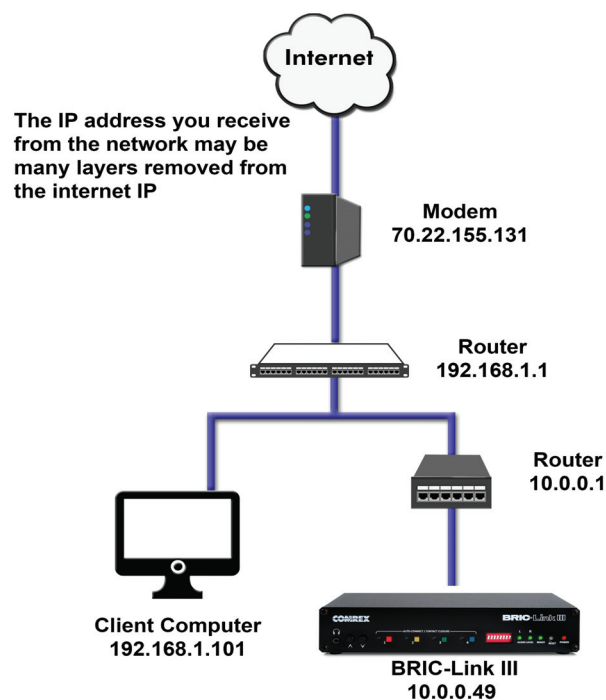 Internet
The IP address you receive
from the network may be
many layers removed from
the internet IP
Modem
70.22.155.131
Router
192.168.1.1
Router
10.0.0.1
Client Computer
192.168.1.101
COMREX
BRIC-Link III
BRIC-Link III
10.0.0.49